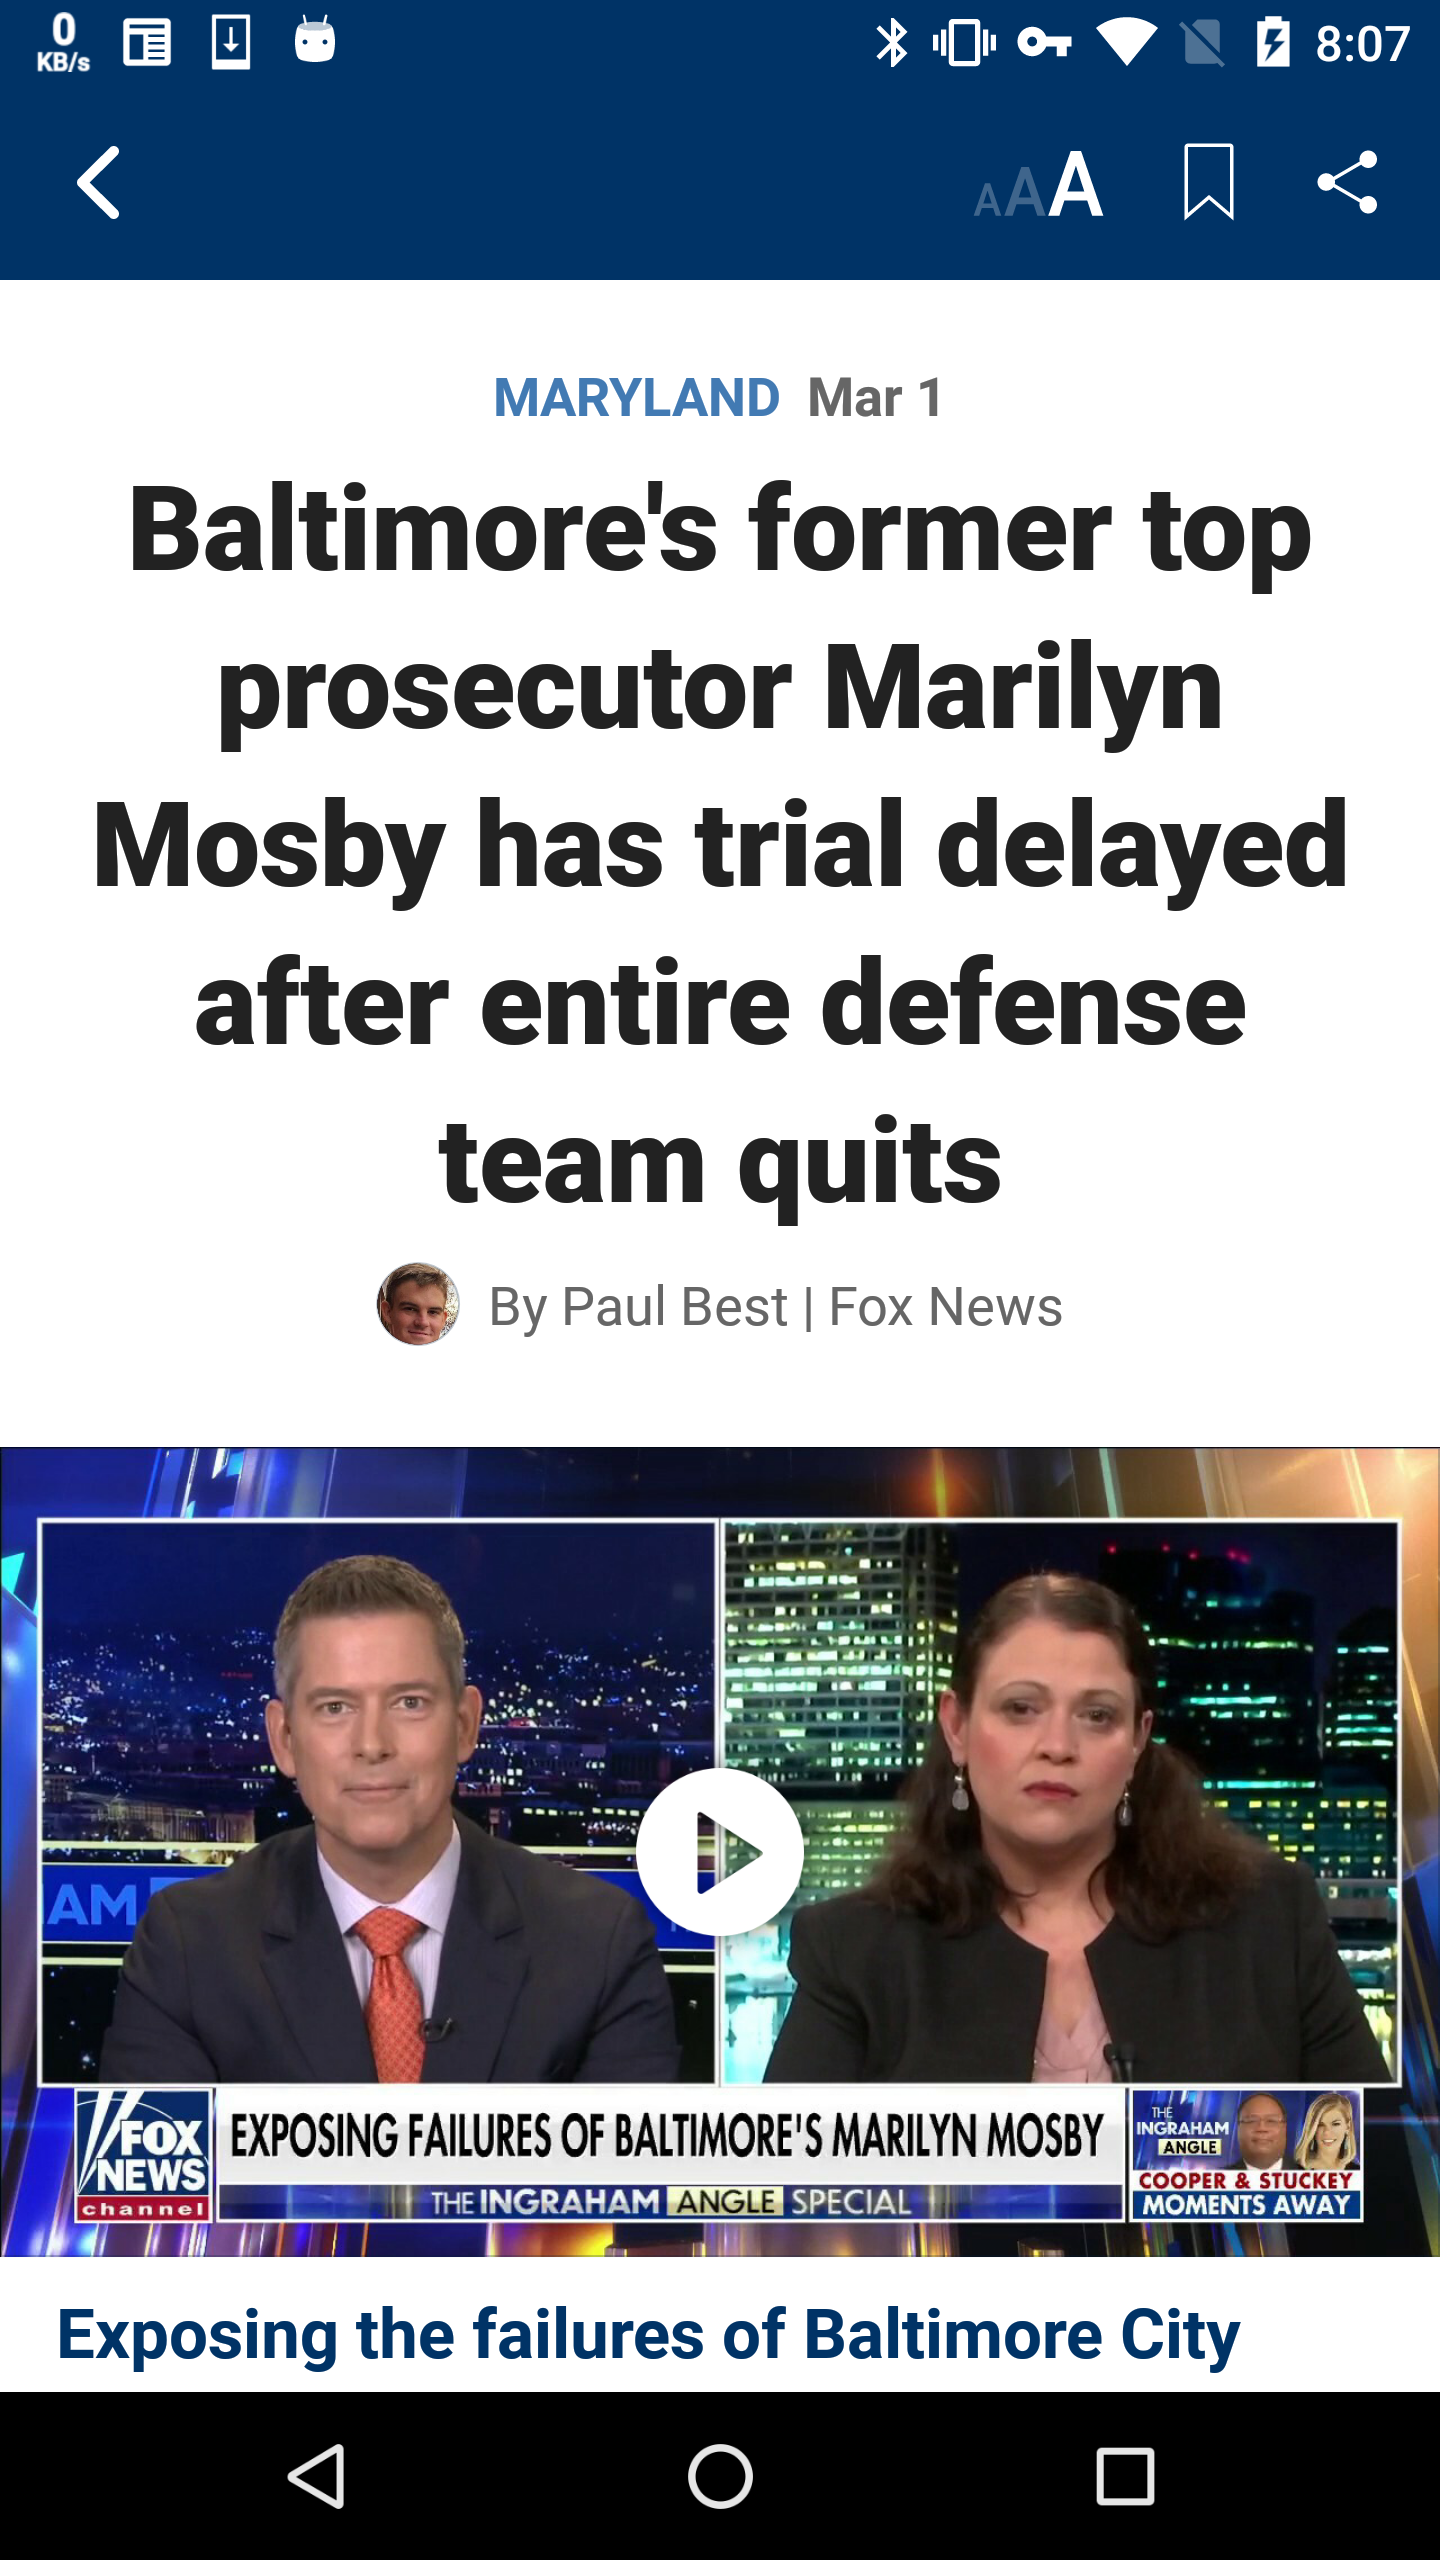 0
KB/s
8:07
AAA
MARYLAND Mar 1
Baltimore's former top
prosecutor Marilyn
Mosby has trial delayed
after entire defense
team quits
By Paul Best | Fox News
AM
FOX
NEWS
channel
EXPOSING FAILURES OF BALTIMORE'S MARILYN MOSBY
THE INGRAHAM ANGLE SPECIAL
THE
INGRAHAM
ANGLE
COOPER & STUCKEY
MOMENTS AWAY
Exposing the failures of Baltimore City